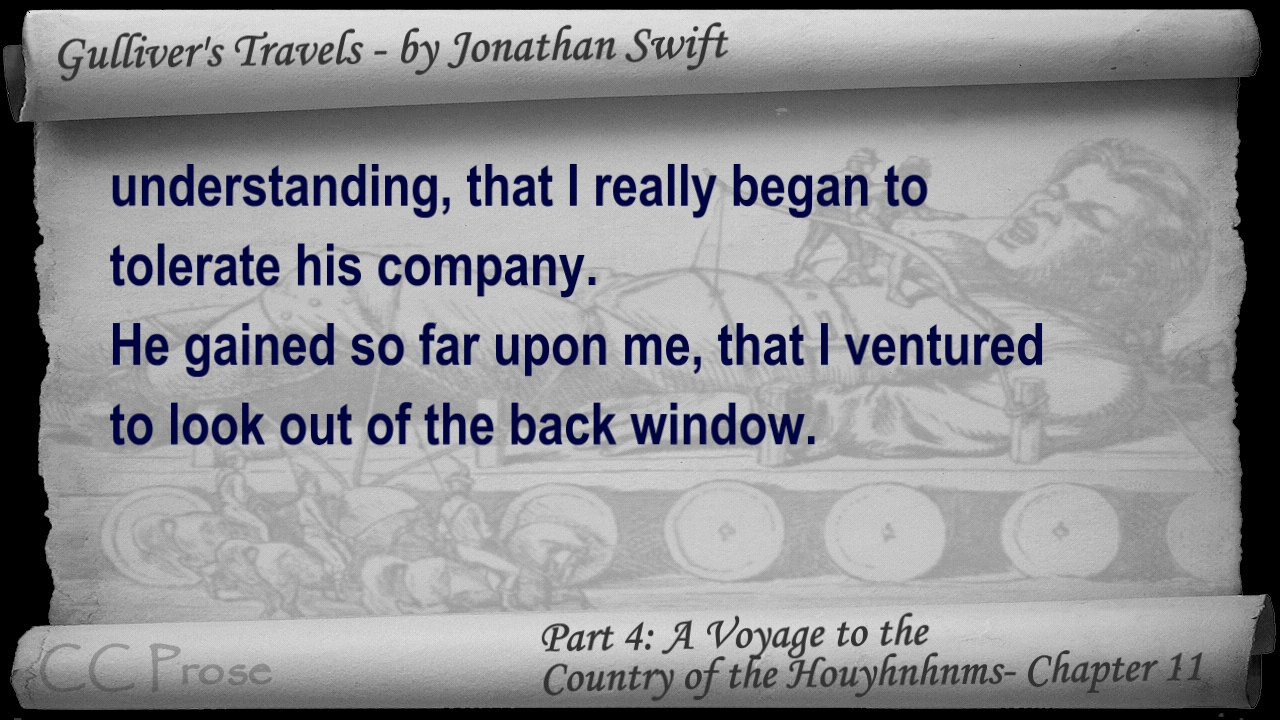 Gulliver's Travels - by Jonathan Swift
understanding, that I really began to
tolerate his company.
He gained so far upon me, that I ventured
to look out of the back window.
Part 4: A Voyage to the
Country of the Houyhnhnms- Chapter 11
CC Prose